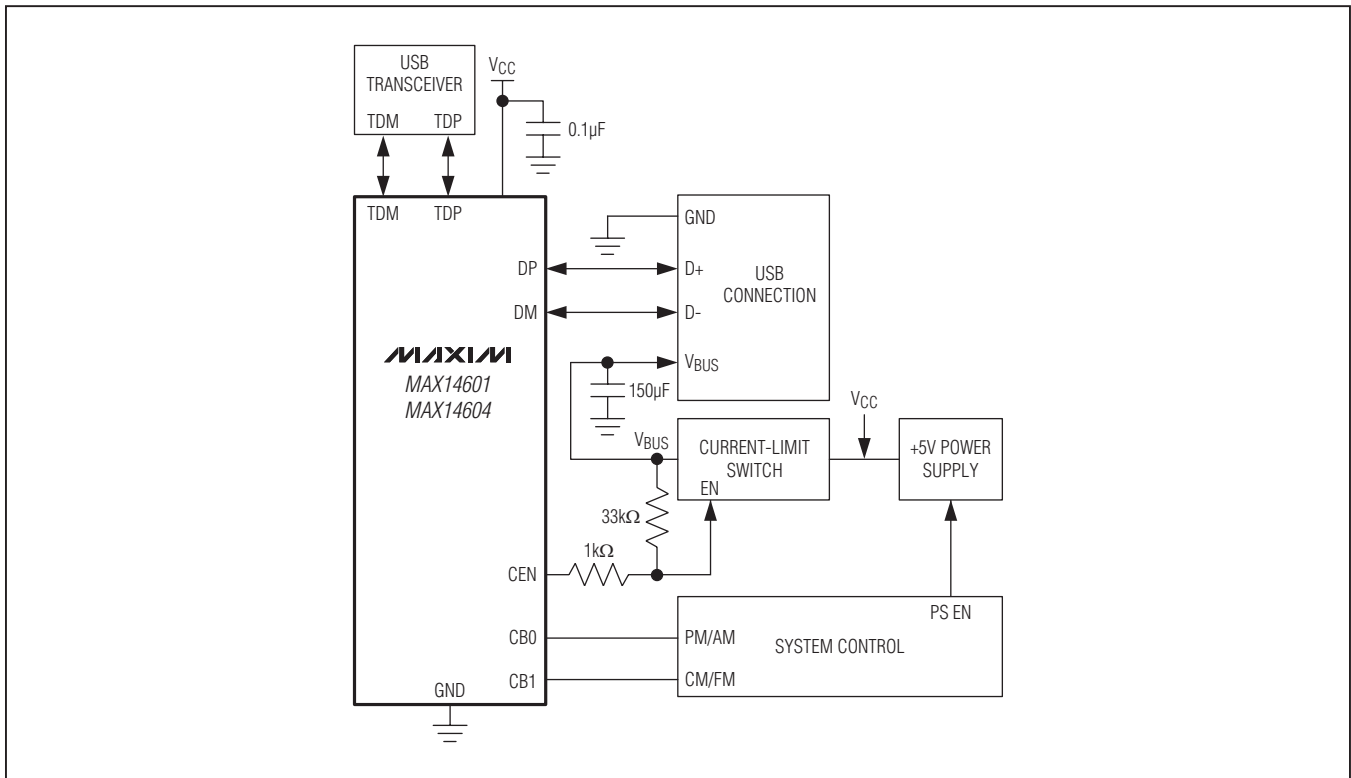 USB
TRANSCEIVER
TDM TDP
VCC
0.1µF
TDM TDP
DP
DM
MAXIM
MAX14601
MAX14604
CEN
CB0
CB1
GND
GND
D+
D-
VBUS
USB
CONNECTION
150µF
VBUS
CURRENT-LIMIT
SWITCH
EN
VCC
+5V POWER
SUPPLY
33kΩ
1kΩ
PS EN
PM/AM
SYSTEM CONTROL
CM/FM